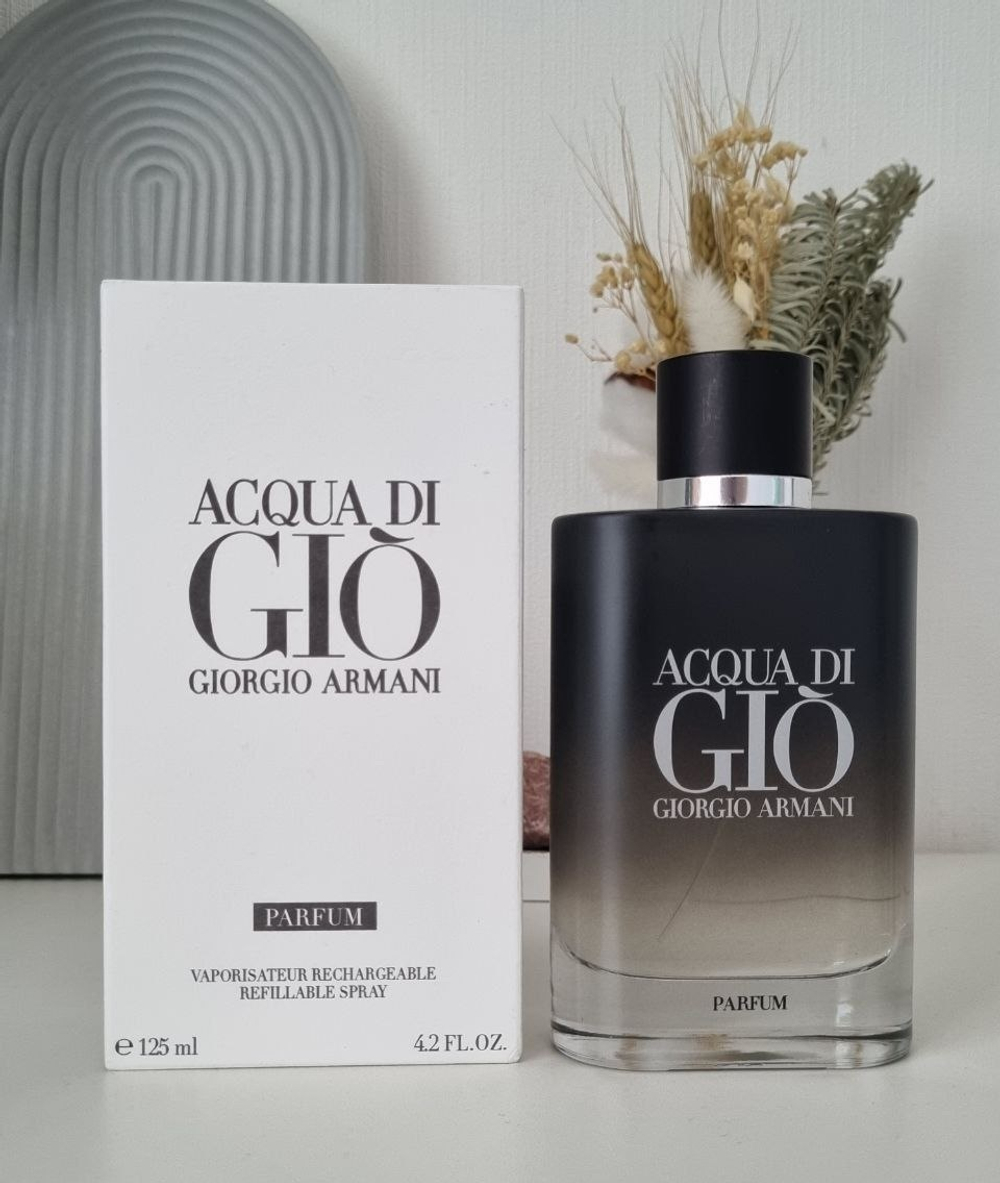 ACQUA DI
GIÒ
GIORGIO ARMANI
PARFUM
VAPORISATEUR RECHARGEABLE
REFILLABLE SPRAY
℮ 125 ml
4.2 FL.OZ.
ACQUA DI
GIÒ
GIORGIO ARMANI
PARFUM